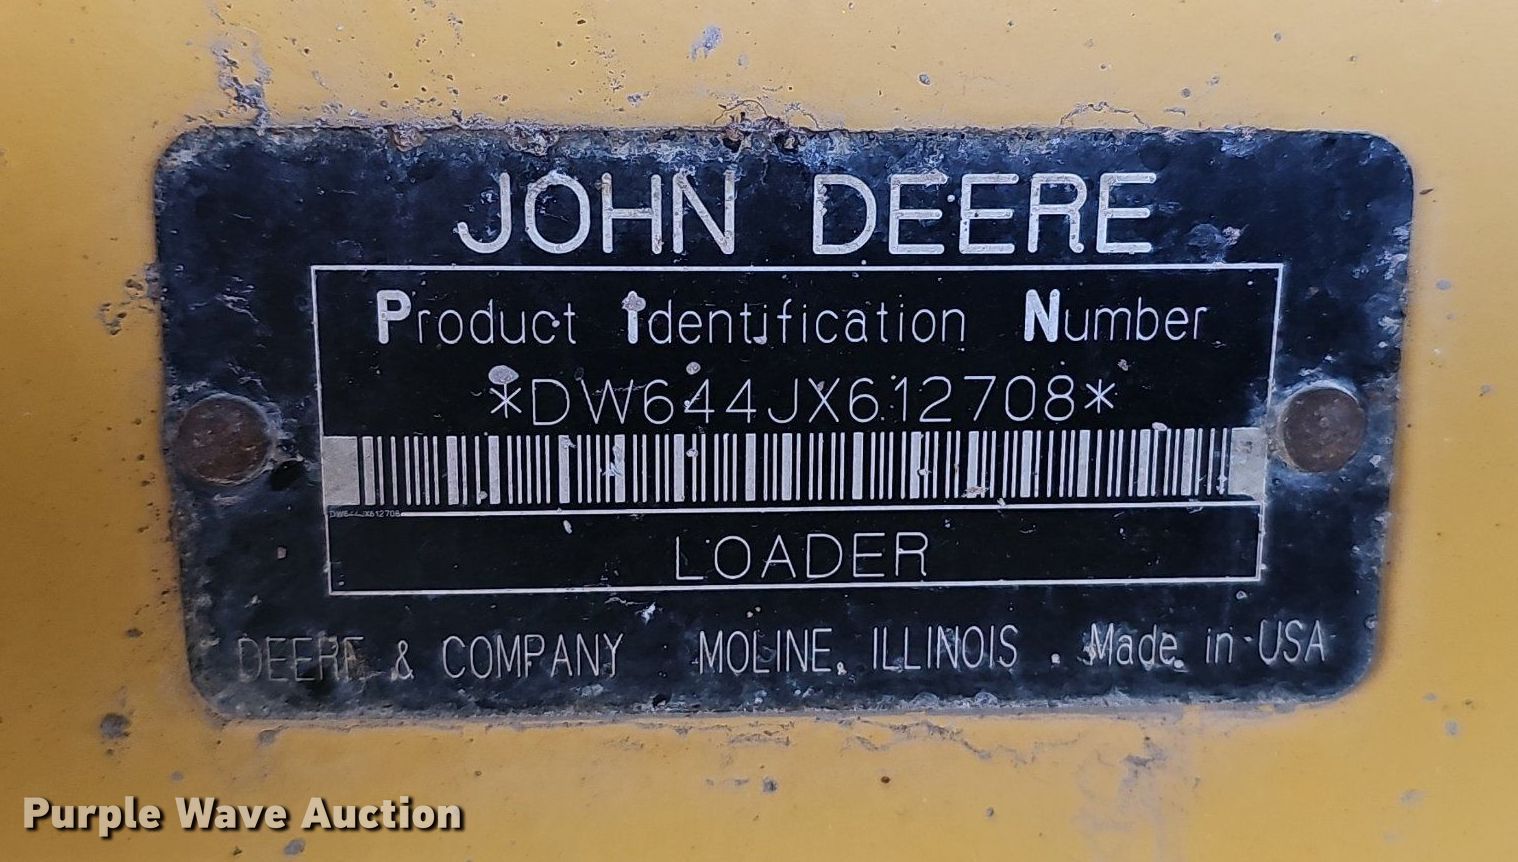 JOHN DEERE
Product Identification Number
*DW644JX612708*
DW644JX612708
LOADER
DEERE & COMPANY MOLINE, ILLINOIS . Made in USA
Purple Wave Auction